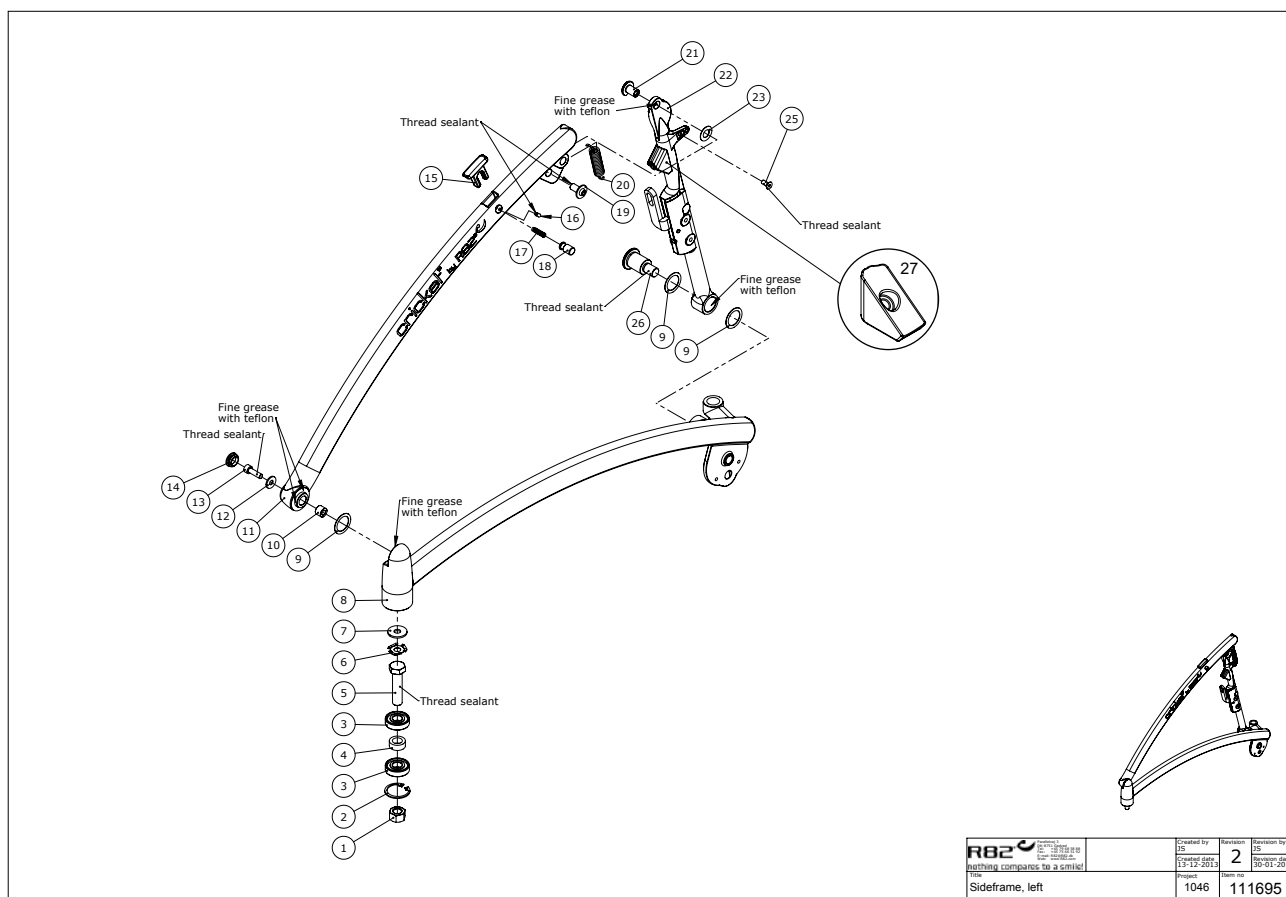 21
22
23
Fine grease
with teflon
25
Thread sealant
15
20
19
16
Thread sealant
17
18
cricket™ by R82
27
Fine grease
with teflon
Thread sealant
26
9
9
Fine grease
with teflon
Thread sealant
14
13
12
11
10
9
Fine grease
with teflon
8
7
6
5
Thread sealant
3
4
3
2
1
R82
nothing compares to a smile!
Created by
JS
Revision
2
Revision by
JS
Created date
13-12-2013
Title
Sideframe, left
Project
1046
Item no
111695